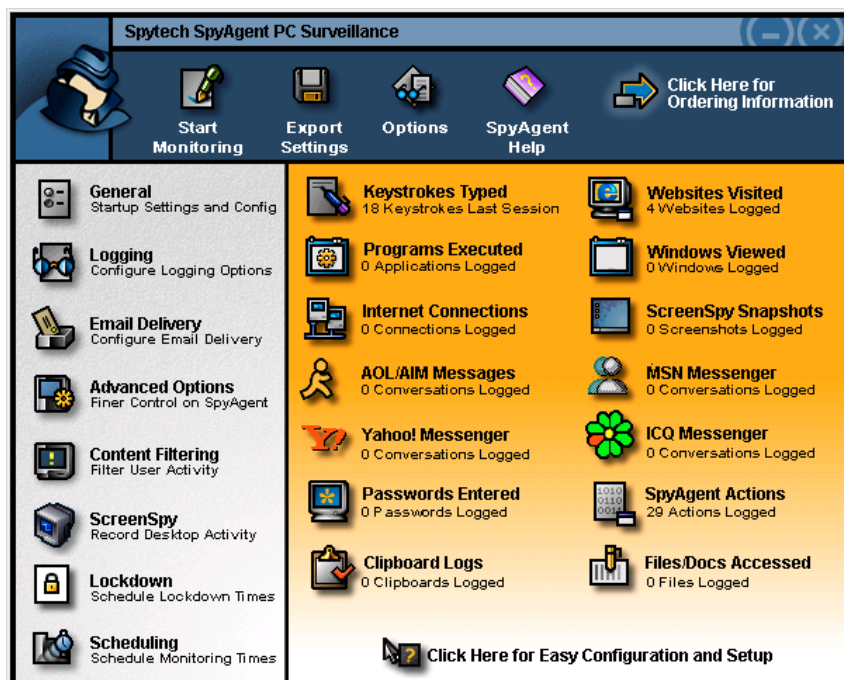 Spytech SpyAgent PC Surveillance
Start
Monitoring
Export
Settings
Options
SpyAgent
Help
Click Here for
Ordering Information
General
Startup Settings and Config
Logging
Configure Logging Options
Email Delivery
Configure Email Delivery
Advanced Options
Finer Control on SpyAgent
Content Filtering
Filter User Activity
ScreenSpy
Record Desktop Activity
Lockdown
Schedule Lockdown Times
Scheduling
Schedule Monitoring Times
Keystrokes Typed
18 Keystrokes Last Session
Websites Visited
4 Websites Logged
Programs Executed
0 Applications Logged
Windows Viewed
0 Windows Logged
Internet Connections
0 Connections Logged
ScreenSpy Snapshots
0 Screenshots Logged
AOL/AIM Messages
0 Conversations Logged
MSN Messenger
0 Conversations Logged
Yahoo! Messenger
0 Conversations Logged
ICQ Messenger
0 Conversations Logged
Passwords Entered
0 Passwords Logged
SpyAgent Actions
29 Actions Logged
Clipboard Logs
0 Clipboards Logged
Files/Docs Accessed
0 Files Logged
Click Here for Easy Configuration and Setup